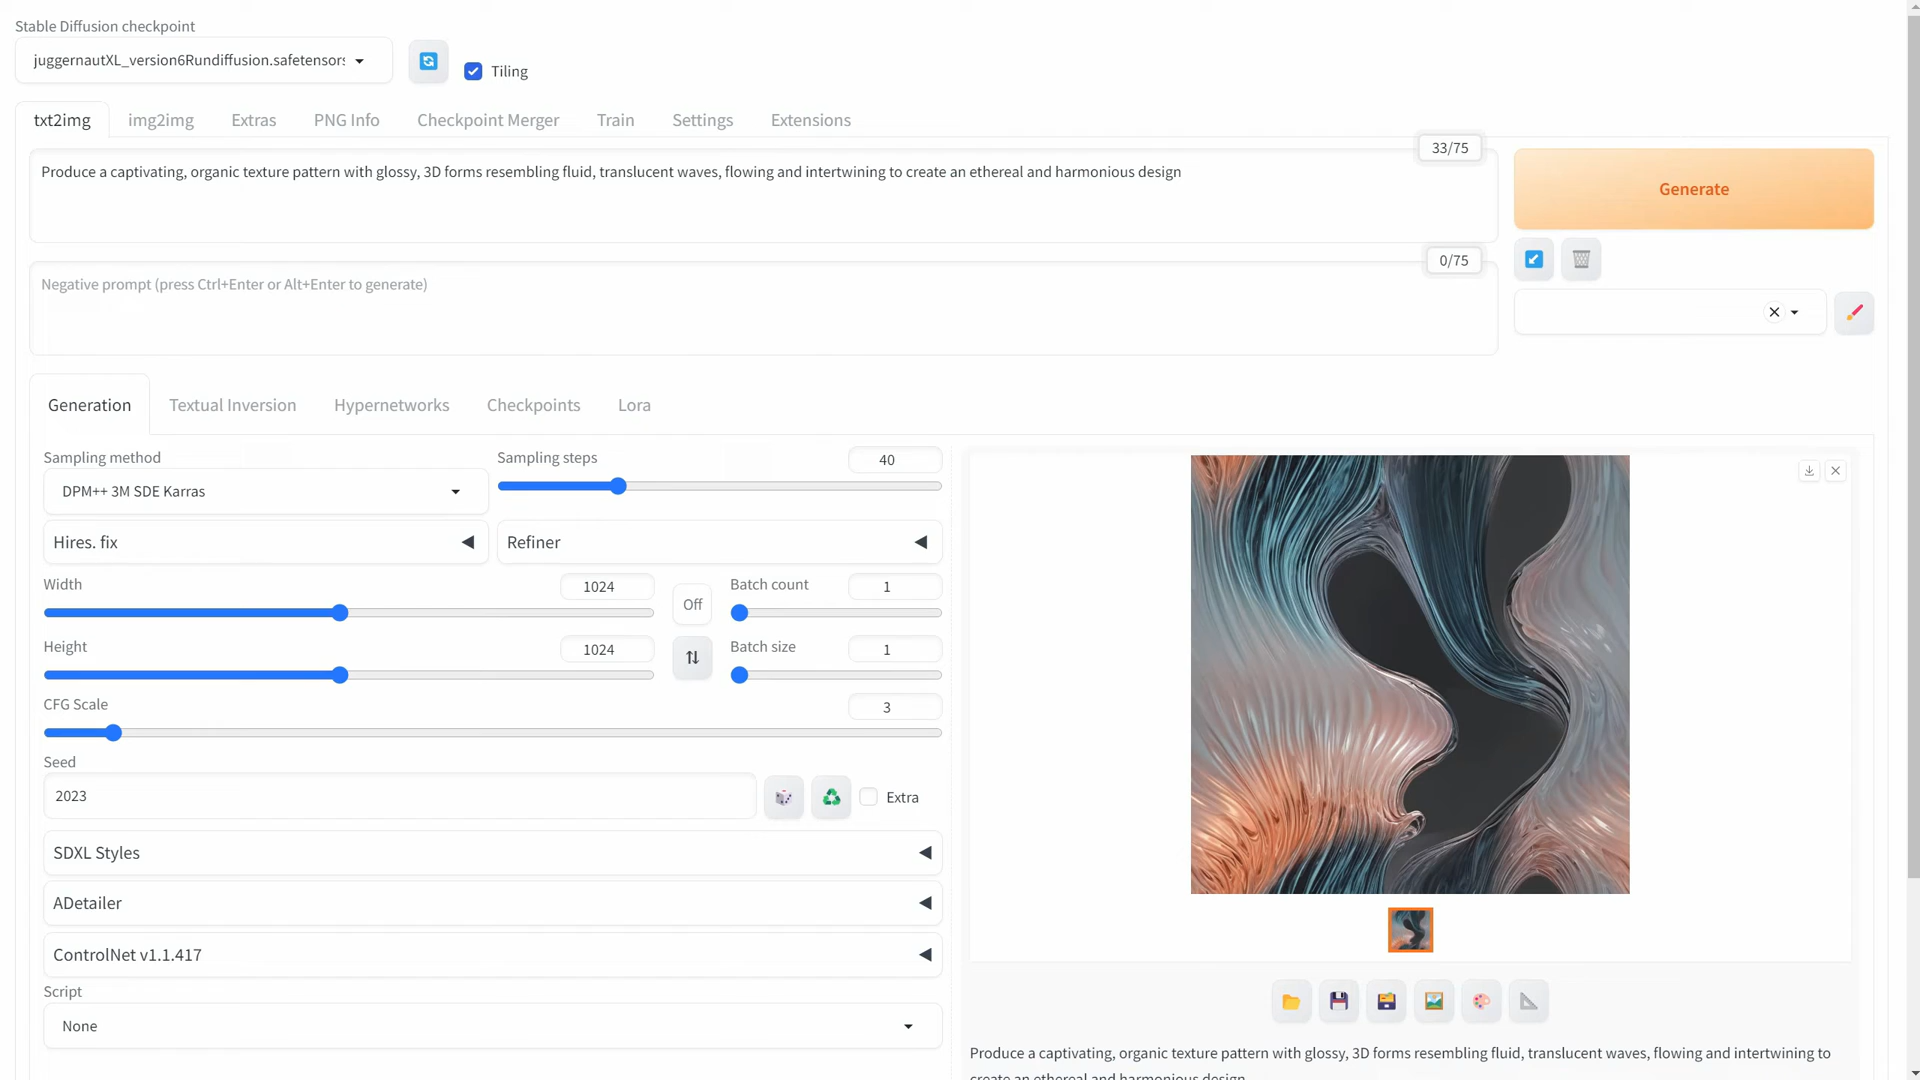 Stable Diffusion checkpoint
juggernautXL_version6Rundiffusion.safetensors
Tiling
txt2img
img2img
Extras
PNG Info
Checkpoint Merger
Train
Settings
Extensions
33/75
Produce a captivating, organic texture pattern with glossy, 3D forms resembling fluid, translucent waves, flowing and intertwining to create an ethereal and harmonious design
Generate
0/75
Negative prompt (press Ctrl+Enter or Alt+Enter to generate)
Generation
Textual Inversion
Hypernetworks
Checkpoints
Lora
Sampling method
DPM++ 3M SDE Karras
Sampling steps
40
Hires. fix
Refiner
Width
1024
Off
Batch count
1
Height
1024
Batch size
1
CFG Scale
3
Seed
2023
Extra
SDXL Styles
ADetailer
ControlNet v1.1.417
Script
None
Produce a captivating, organic texture pattern with glossy, 3D forms resembling fluid, translucent waves, flowing and intertwining to
create an ethereal and harmonious design